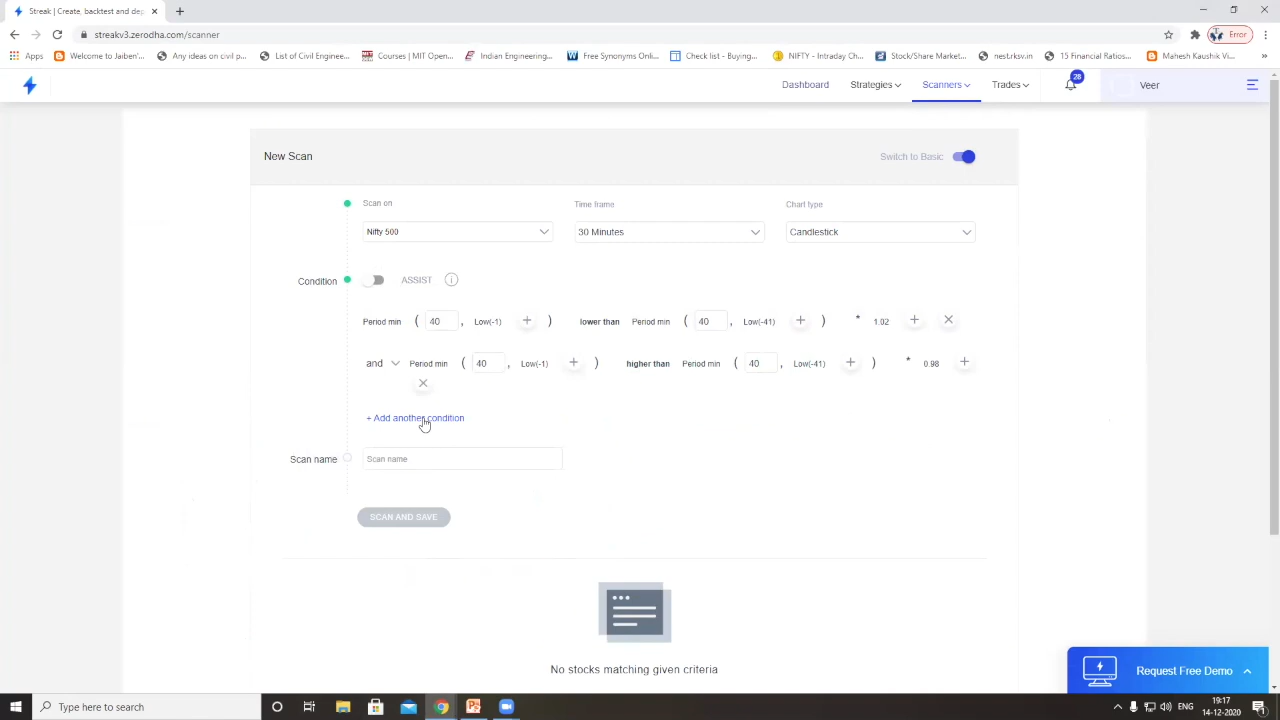 Streak | Create, backtest and dep
streakv3.zerodha.com/scanner
Error
Apps
Welcome to Jaiben'...
Any ideas on civil p...
List of Civil Engineer...
Courses | MIT Open...
Indian Engineering...
Free Synonyms Onli...
Check list - Buying...
NIFTY - Intraday Ch...
Stock/Share Market...
nest.rksv.in
15 Financial Ratios...
Mahesh Kaushik Vi...
»
Dashboard
Strategies
Scanners
Trades
28
Veer
New Scan
Switch to Basic
Scan on
Time frame
Chart type
Nifty 500
30 Minutes
Candlestick
Condition
ASSIST
Period min ( 40 , Low(-1) + ) lower than Period min ( 40 , Low(-41) + ) * 1.02 +
and Period min ( 40 , Low(-1) + ) higher than Period min ( 40 , Low(-41) + ) * 0.98 +
+ Add another condition
Scan name
Scan name
SCAN AND SAVE
No stocks matching given criteria
Request Free Demo
Type here to search
ENG
19:17
14-12-2020